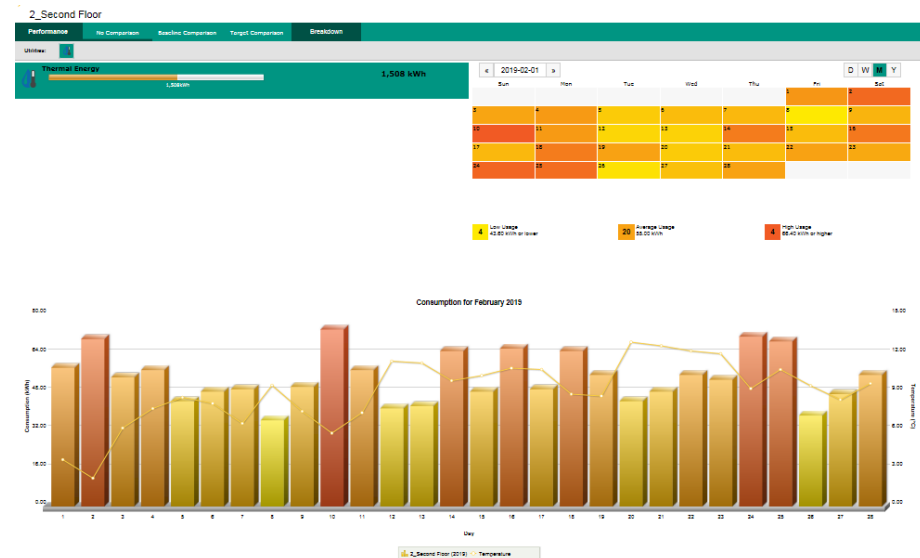 2_Second Floor
Performance No Comparison Baseline Comparison Target Comparison Breakdown
Utilities:
Thermal Energy
1,508 kWh
1,508kWh
« 2019-02-01 » D W M Y
Sun Mon Tue Wed Thu Fri Sat
1 2
3 4 5 6 7 8 9
10 11 12 13 14 15 16
17 18 19 20 21 22 23
24 25 26 27 28
4 Low Usage
43.60 kWh or lower
20 Average Usage
55.00 kWh
4 High Usage
66.40 kWh or higher
Consumption for February 2019
80.00 15.00
64.00 12.00
48.00 9.00
32.00 6.00
16.00 3.00
0.00 0.00
Consumption (kWh)
Temperature (°C)
1 2 3 4 5 6 7 8 9 10 11 12 13 14 15 16 17 18 19 20 21 22 23 24 25 26 27 28
Day
2_Second Floor (2019) Temperature